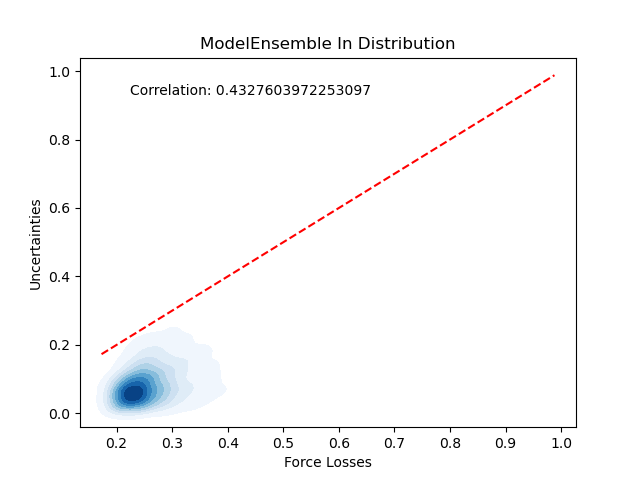 ModelEnsemble In Distribution
Correlation: 0.4327603972253097
1.0
0.8
0.6
0.4
0.2
0.0
Uncertainties
0.2 0.3 0.4 0.5 0.6 0.7 0.8 0.9 1.0
Force Losses